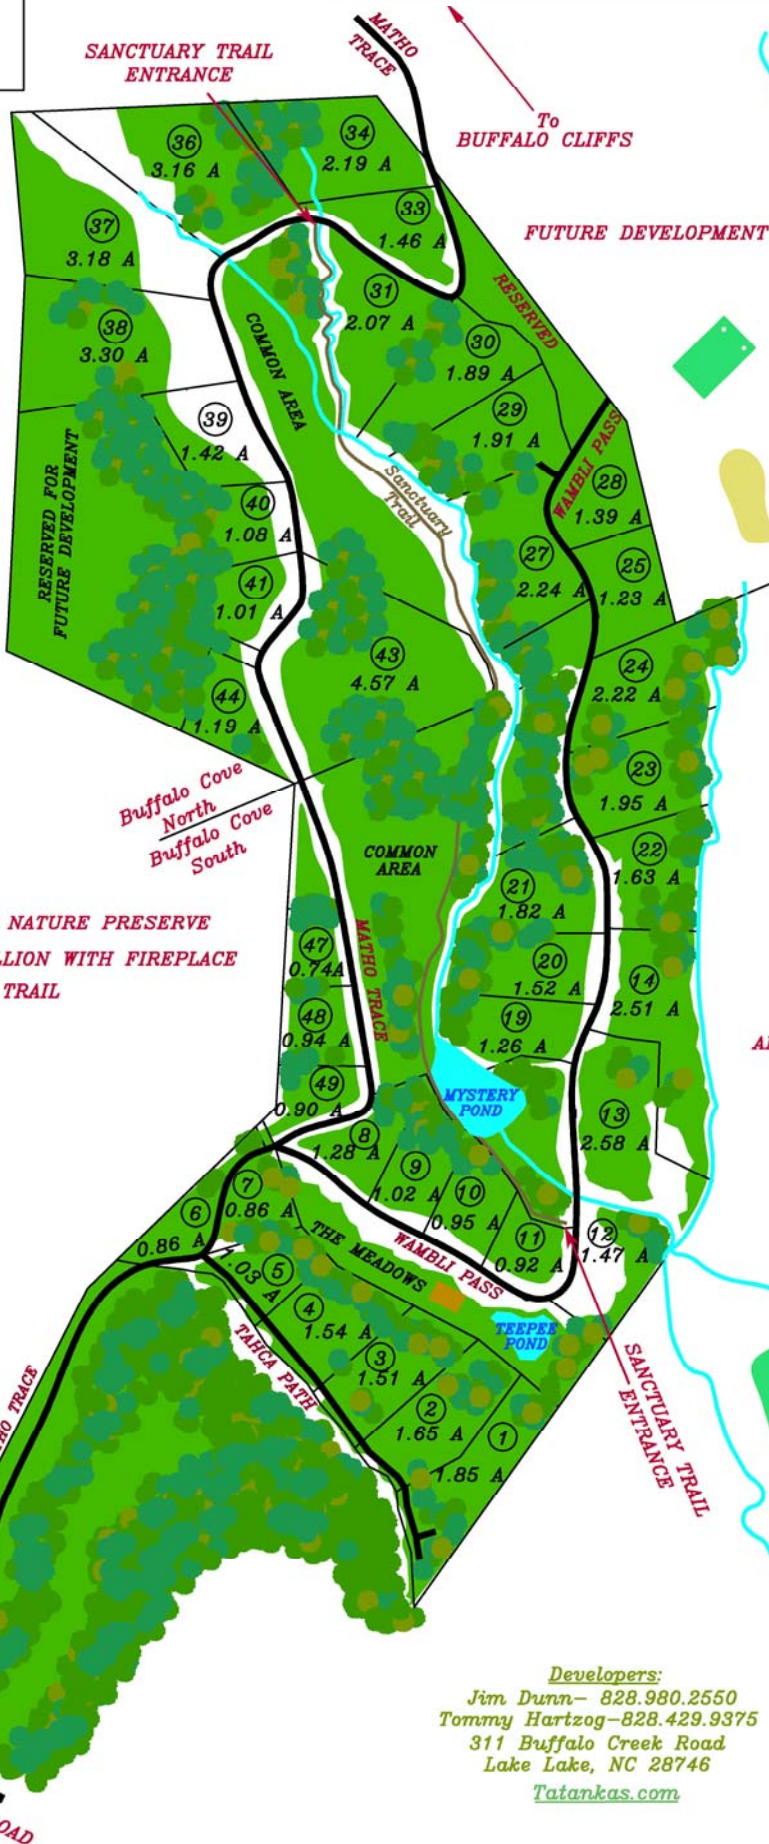 MATHO
TRACE
SANCTUARY TRAIL
ENTRANCE
To
BUFFALO CLIFFS
36
3.16 A
34
2.19 A
33
1.46 A
FUTURE DEVELOPMENT
RESERVED
37
3.18 A
31
2.07 A
38
3.30 A
COMMON AREA
30
1.89 A
29
1.91 A
WAMBLI PASS
39
1.42 A
RESERVED FOR
FUTURE DEVELOPMENT
Sanctuary
Trail
28
1.39 A
40
1.08 A
27
2.24 A
25
1.23 A
41
1.01 A
43
4.57 A
24
2.22 A
44
1.19 A
23
1.95 A
Buffalo Cove
North
Buffalo Cove
South
COMMON
AREA
22
1.63 A
21
1.82 A
NATURE PRESERVE
LLION WITH FIREPLACE
TRAIL
MATHO TRACE
47
0.74A
20
1.52 A
14
2.51 A
48
0.94 A
19
1.26 A
49
0.90 A
MYSTERY
POND
13
2.58 A
8
1.28 A
9
1.02 A
10
0.95 A
7
0.86 A
6
0.86 A
11
0.92 A
12
1.47 A
THE MEADOWS
WAMBLI PASS
5
1.03 A
4
1.54 A
TEEPEE
POND
3
1.51 A
TAHCA PATH
2
1.65 A
1
1.85 A
SANCTUARY TRAIL
ENTRANCE
HO TRACE
Developers:
Jim Dunn- 828.980.2550
Tommy Hartzog-828.429.9375
311 Buffalo Creek Road
Lake Lake, NC 28746
Tatankas.com
OAD